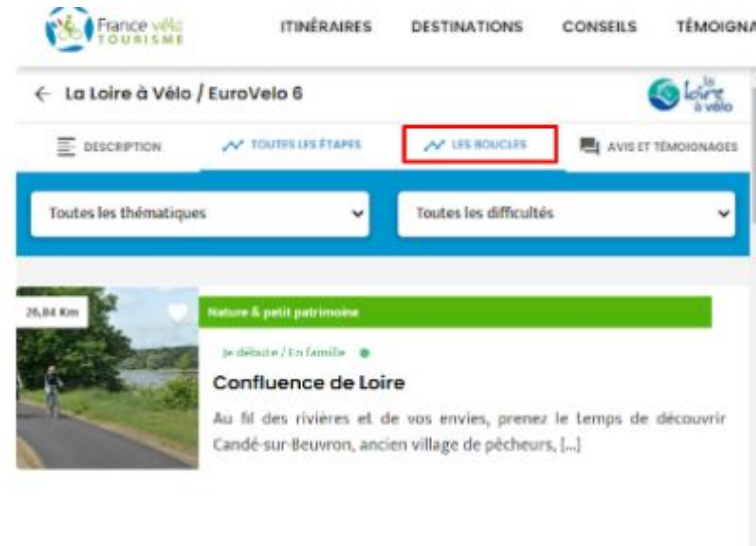 France vélo
TOURISME
ITINÉRAIRES
DESTINATIONS
CONSEILS
TÉMOIGNA
← La Loire à Vélo / EuroVelo 6
la
loire
à vélo
DESCRIPTION
TOUTES LES ÉTAPES
LES BOUCLES
AVIS ET TÉMOIGNAGES
Toutes les thématiques
Toutes les difficultés
26,84 Km
Nature & petit patrimoine
Je débute / En famille
Confluence de Loire
Au fil des rivières et de vos envies, prenez le temps de découvrir
Candé-sur-Beuvron, ancien village de pêcheurs, [...]